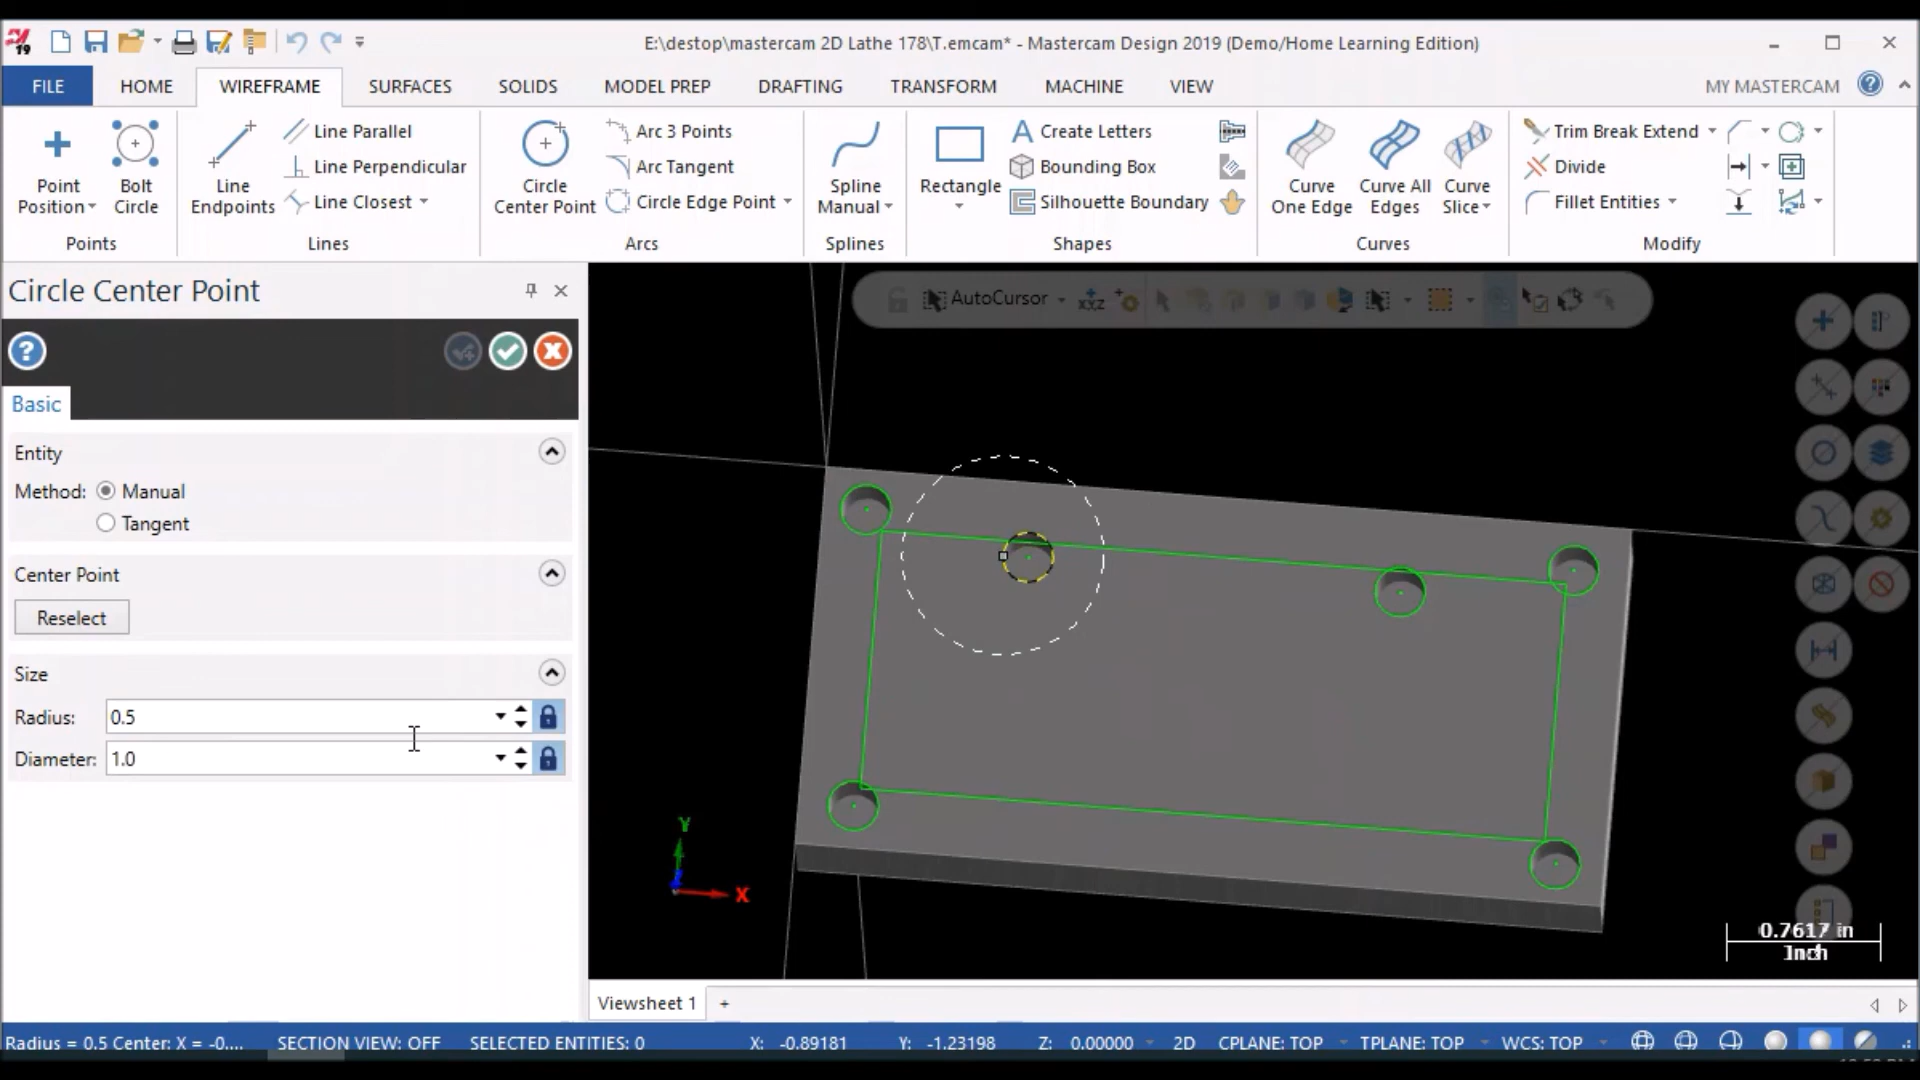 19
E:\destop\mastercam 2D Lathe 178\T.emcam* - Mastercam Design 2019 (Demo/Home Learning Edition)
FILE HOME WIREFRAME SURFACES SOLIDS MODEL PREP DRAFTING TRANSFORM MACHINE VIEW MY MASTERCAM
Point Position
Bolt Circle
Points
Line Endpoints
Line Parallel
Line Perpendicular
Line Closest
Lines
Circle Center Point
Arc 3 Points
Arc Tangent
Circle Edge Point
Arcs
Spline Manual
Splines
Rectangle
Create Letters
Bounding Box
Silhouette Boundary
Shapes
Curve One Edge
Curve All Edges
Curve Slice
Curves
Trim Break Extend
Divide
Fillet Entities
Modify
Circle Center Point
Basic
Entity
Method: Manual
Tangent
Center Point
Reselect
Size
Radius: 0.5
Diameter: 1.0
AutoCursor
Y
X
0.7617 in
Inch
Viewsheet 1 +
Radius = 0.5 Center: X = -0.... SECTION VIEW: OFF SELECTED ENTITIES: 0 X: -0.89181 Y: -1.23198 Z: 0.00000 2D CPLANE: TOP TPLANE: TOP WCS: TOP